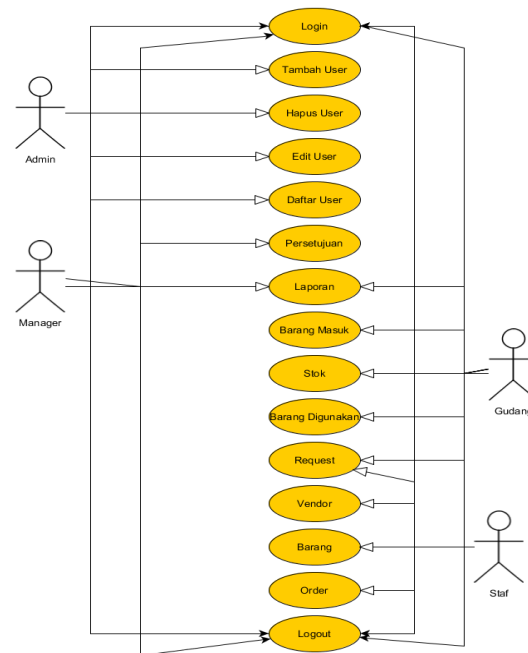 Login
Tambah User
Hapus User
Admin
Edit User
Daftar User
Persetujuan
Manager
Laporan
Barang Masuk
Stok
Gudang
Barang Digunakan
Request
Vendor
Barang
Staf
Order
Logout